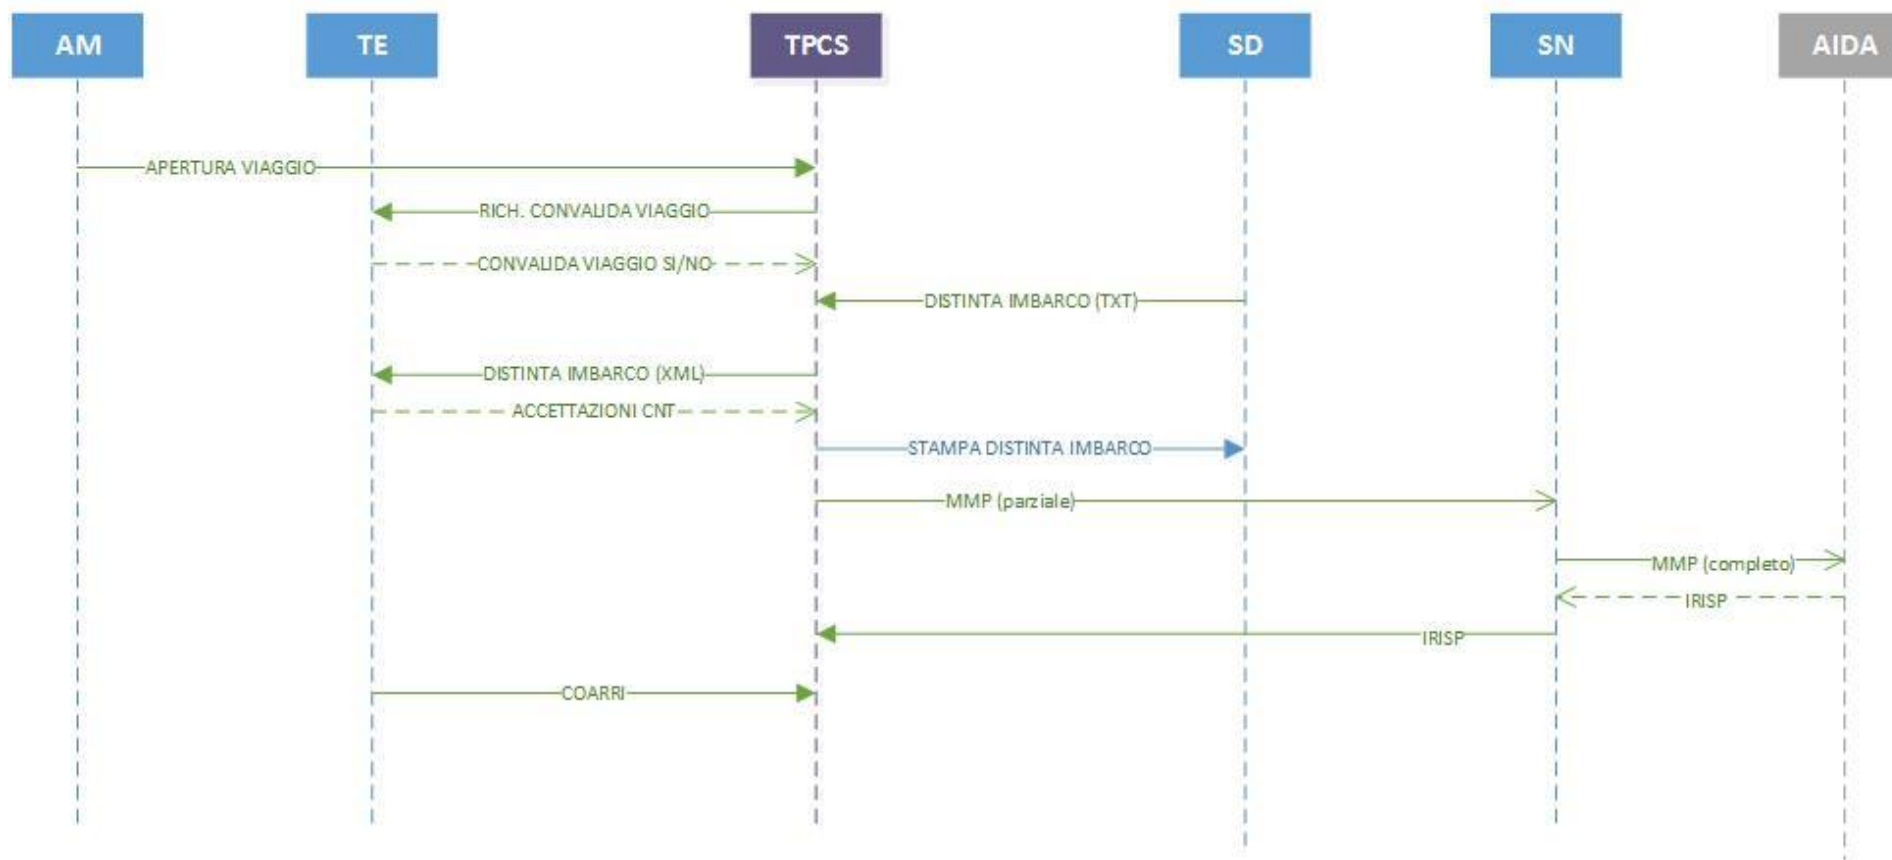 AM
TE
TPCS
SD
SN
AIDA
APERTURA VIAGGIO
RICH. CONVALIDA VIAGGIO
CONVALIDA VIAGGIO SI/NO
DISTINTA IMBARCO (TXT)
DISTINTA IMBARCO (XML)
ACCETTAZIONI CNT
STAMPA DISTINTA IMBARCO
MMP (parziale)
MMP (completo)
IRISP
IRISP
COARRI